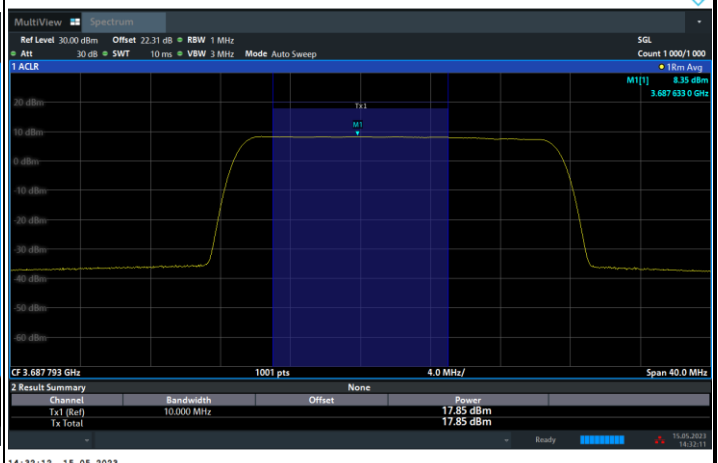 MultiView Spectrum
Ref Level 30.00 dBm Offset 22.31 dB RBW 1 MHz SGL
Att 30 dB SWT 10 ms VBW 3 MHz Mode Auto Sweep Count 1 000/1 000
1 ACLR 1Rm Avg
M1[1] 8.35 dBm
3.687 633 0 GHz
20 dBm
Tx1
M1
10 dBm
0 dBm
-10 dBm
-20 dBm
-30 dBm
-40 dBm
-50 dBm
-60 dBm
CF 3.687 793 GHz 1001 pts 4.0 MHz/ Span 40.0 MHz
2 Result Summary None
Channel Bandwidth Offset Power
Tx1 (Ref) 10.000 MHz 17.85 dBm
Tx Total 17.85 dBm
Ready 15.05.2023
14:32:11
14:32:12 15.05.2023